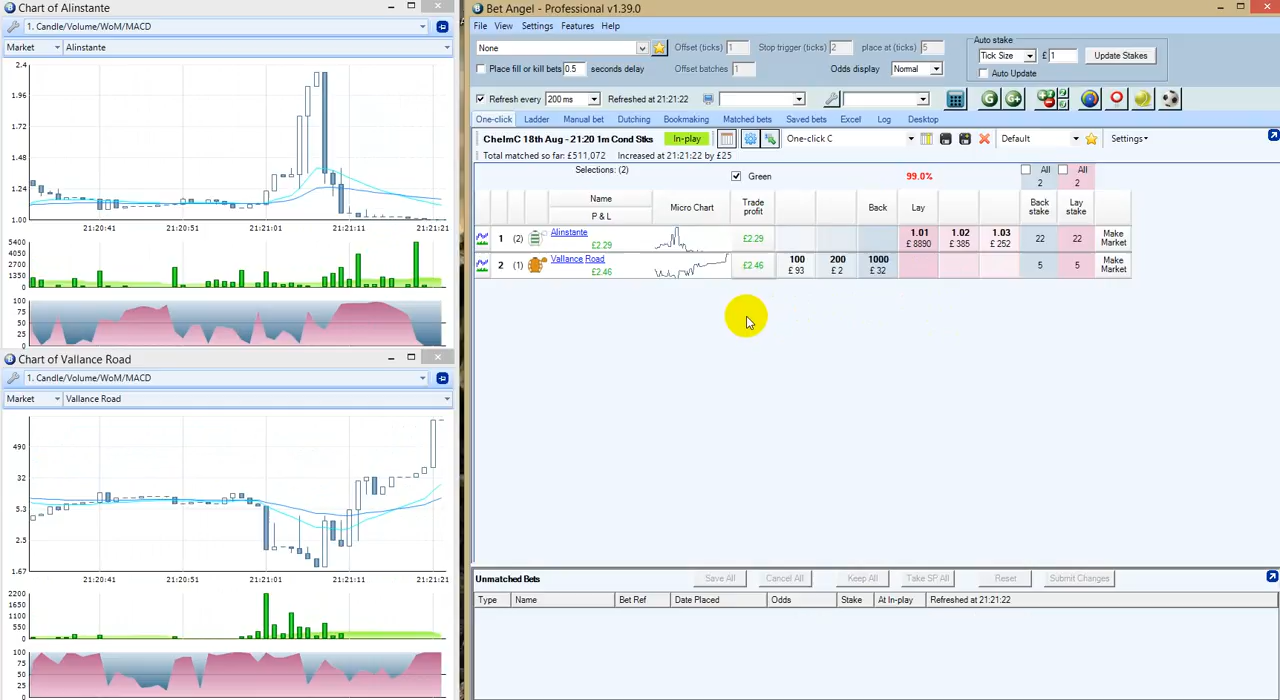 Chart of Alinstante
1. Candle/Volume/WoM/MACD
Market Alinstante
2.4
1.96
1.72
1.48
1.24
1.00
21:20:41 21:20:51 21:21:01 21:21:11 21:21:21
5400
4050
2700
1350
0
100
75
50
25
0
Chart of Vallance Road
1. Candle/Volume/WoM/MACD
Market Vallance Road
490
32
5.3
2.5
1.67
21:20:41 21:20:51 21:21:01 21:21:11 21:21:21
2200
1650
1100
550
0
100
75
50
25
0
Bet Angel - Professional v1.39.0
File View Settings Features Help
None Offset (ticks) 1 Stop trigger (ticks) 2 place at (ticks) 5
Place fill or kill bets 0.5 seconds delay Offset batches 1 Odds display Normal
Auto stake
Tick Size £ 1 Update Stakes
Auto Update
Refresh every 200 ms Refreshed at 21:21:22
G G+
One-click Ladder Manual bet Dutching Bookmaking Matched bets Saved bets Excel Log Desktop
ChelmC 18th Aug - 21:20 1m Cond Stks In-play One-click C Default Settings
Total matched so far: £511,072 Increased at 21:21:22 by £25
Selections: (2) Green 99.0% All 2 All 2
Name P & L Micro Chart Trade profit Back Lay Back stake Lay stake
1 (2) Alinstante £2.29 £2.29 1.01 £ 8890 1.02 £ 385 1.03 £ 252 22 22 Make Market
2 (1) Vallance Road £2.46 £2.46 100 £ 93 200 £ 2 1000 £ 32 5 5 Make Market
Unmatched Bets Save All Cancel All Keep All Take SP All Reset Submit Changes
Type Name Bet Ref Date Placed Odds Stake At In-play Refreshed at 21:21:22